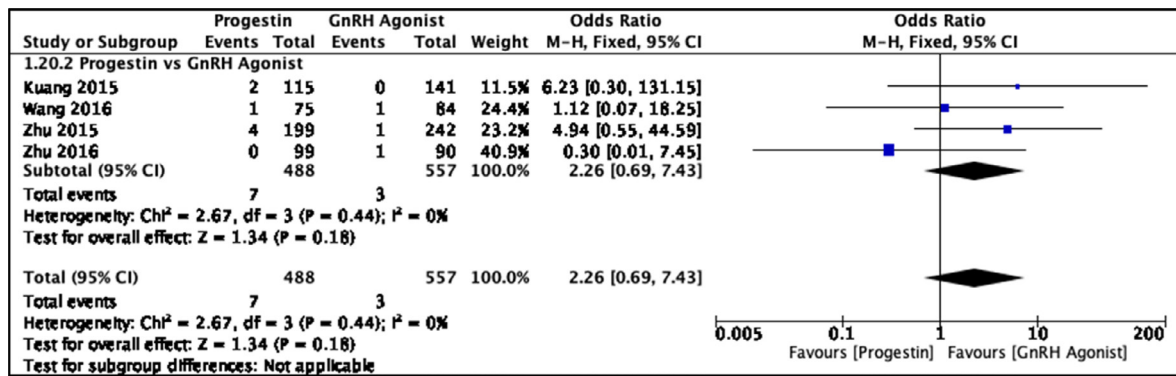 Progestin GnRH Agonist Odds Ratio Odds Ratio
Study or Subgroup Events Total Events Total Weight M-H, Fixed, 95% CI M-H, Fixed, 95% CI
1.20.2 Progestin vs GnRH Agonist
Kuang 2015 2 115 0 141 11.5% 6.23 [0.30, 131.15]
Wang 2016 1 75 1 84 24.4% 1.12 [0.07, 18.25]
Zhu 2015 4 199 1 242 23.2% 4.94 [0.55, 44.59]
Zhu 2016 0 99 1 90 40.9% 0.30 [0.01, 7.45]
Subtotal (95% CI) 488 557 100.0% 2.26 [0.69, 7.43]
Total events 7 3
Heterogeneity: Chi² = 2.67, df = 3 (P = 0.44); I² = 0%
Test for overall effect: Z = 1.34 (P = 0.18)
Total (95% CI) 488 557 100.0% 2.26 [0.69, 7.43]
Total events 7 3
Heterogeneity: Chi² = 2.67, df = 3 (P = 0.44); I² = 0%
Test for overall effect: Z = 1.34 (P = 0.18)
Test for subgroup differences: Not applicable
0.005 0.1 1 10 200
Favours [Progestin] Favours [GnRH Agonist]